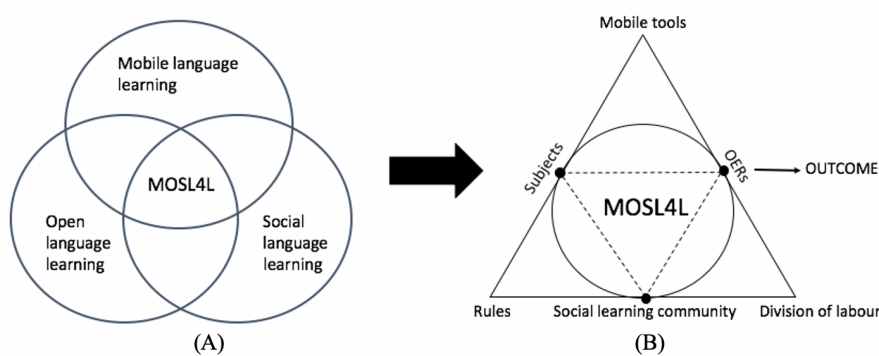 Mobile language
learning
MOSL4L
Open
language
learning
Social
language
learning
(A)
Mobile tools
Subjects
OERs
OUTCOME
MOSL4L
Rules
Social learning community
Division of labour
(B)